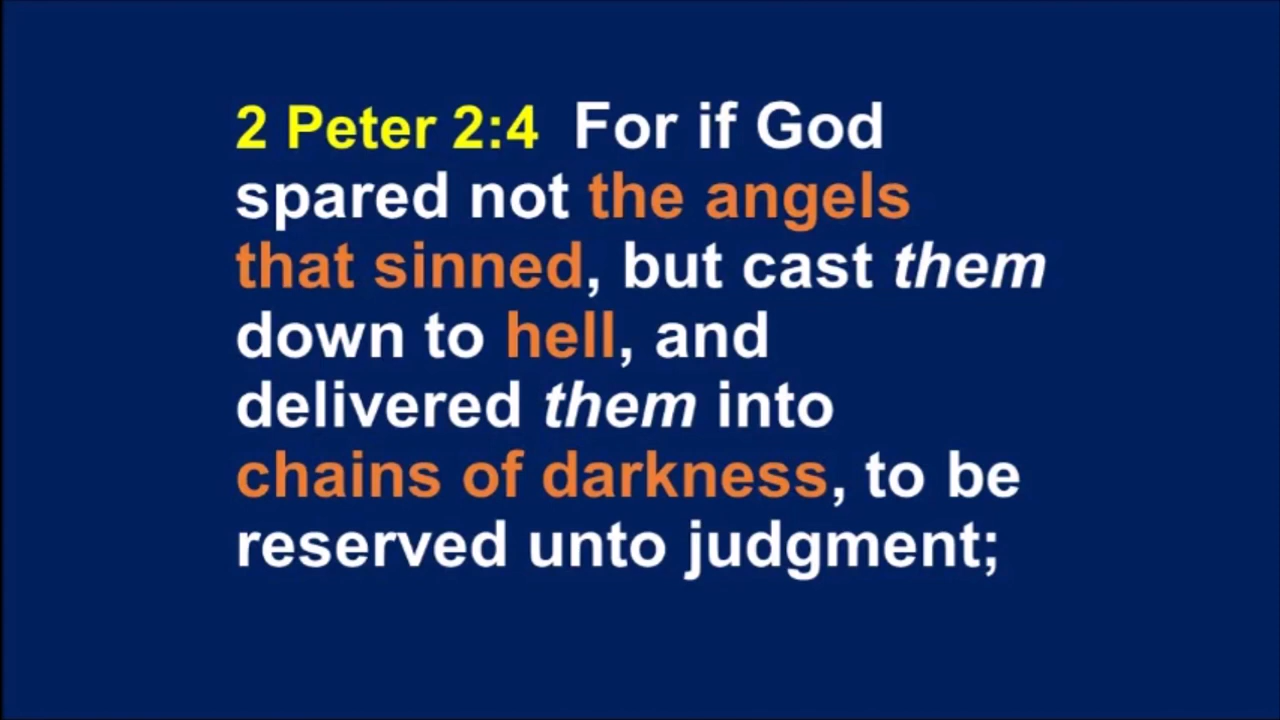 2 Peter 2:4 For if God
spared not the angels
that sinned, but cast them
down to hell, and
delivered them into
chains of darkness, to be
reserved unto judgment;